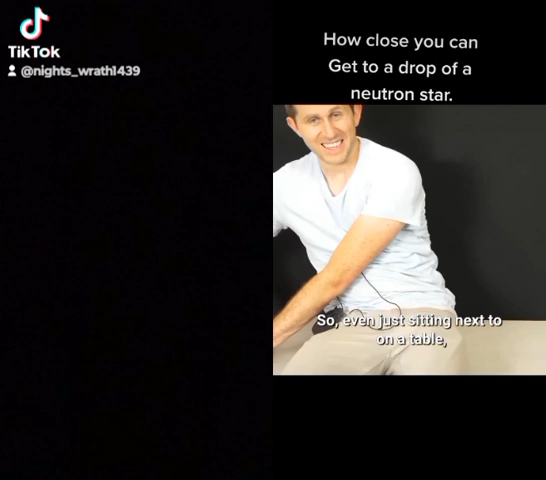 TikTok
@nights_wrath1439
How close you can
Get to a drop of a
neutron star.
So, even just sitting next to
on a table,